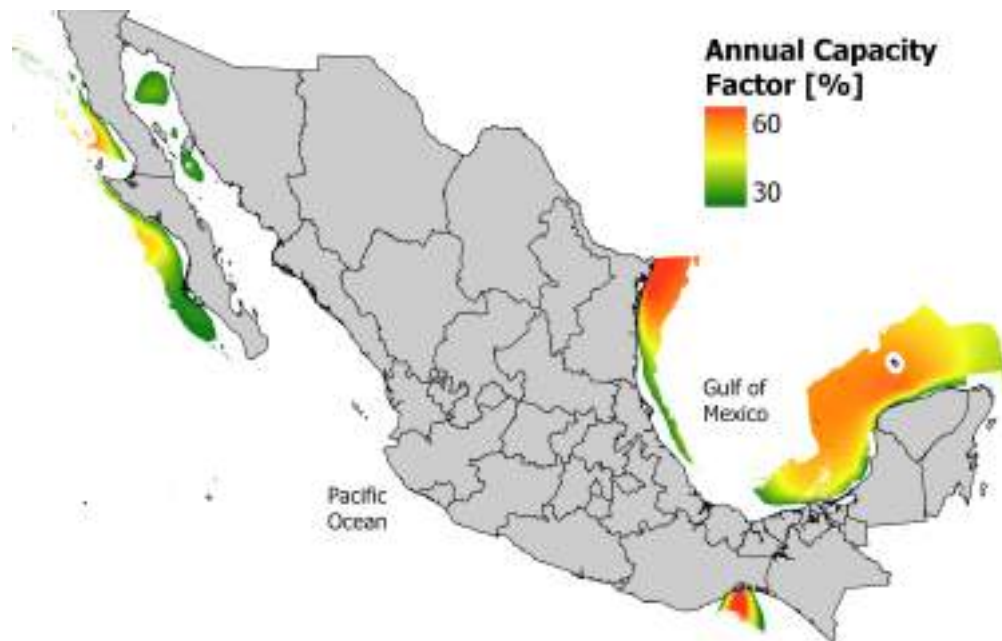 Annual Capacity
Factor [%]
60
30
Gulf of
Mexico
Pacific
Ocean